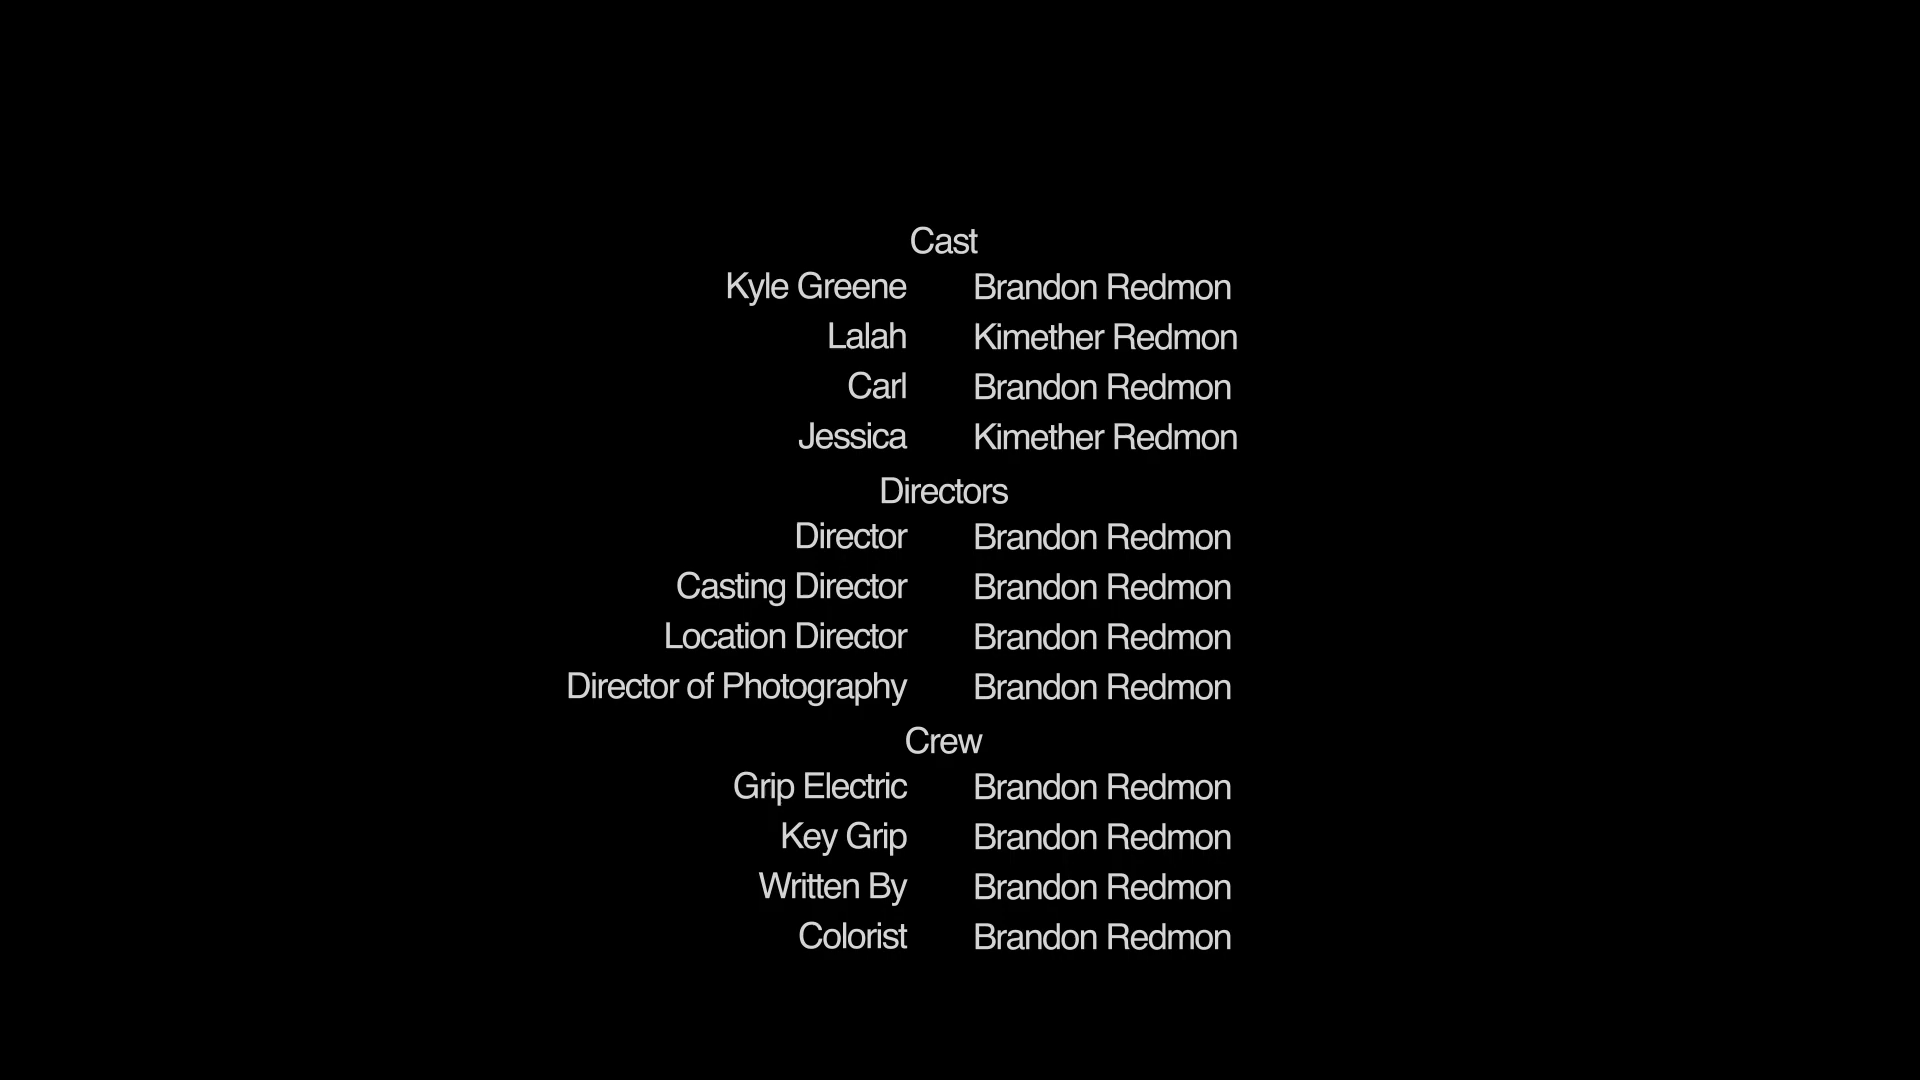 Cast
Kyle Greene Brandon Redmon
Lalah Kimether Redmon
Carl Brandon Redmon
Jessica Kimether Redmon
Directors
Director Brandon Redmon
Casting Director Brandon Redmon
Location Director Brandon Redmon
Director of Photography Brandon Redmon
Crew
Grip Electric Brandon Redmon
Key Grip Brandon Redmon
Written By Brandon Redmon
Colorist Brandon Redmon